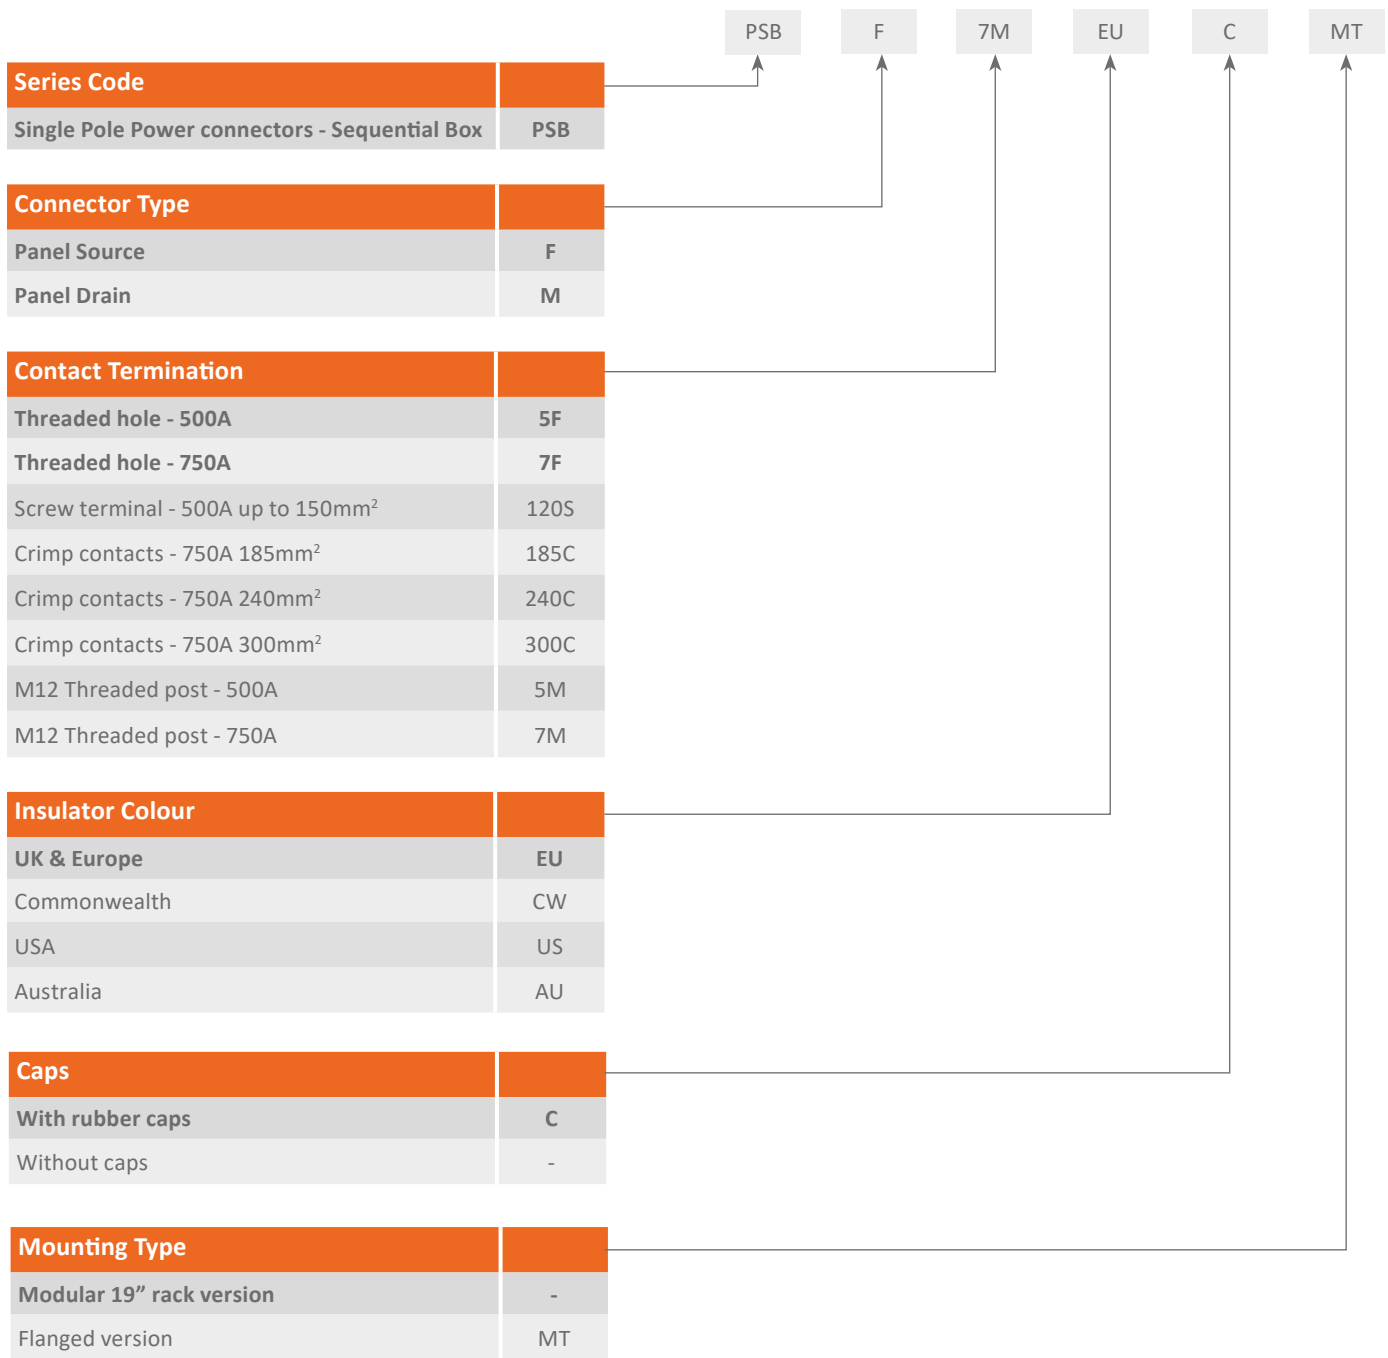 PSB F 7M EU C MT
Series Code
Single Pole Power connectors - Sequential Box PSB
Connector Type
Panel Source F
Panel Drain M
Contact Termination
Threaded hole - 500A 5F
Threaded hole - 750A 7F
Screw terminal - 500A up to 150mm² 120S
Crimp contacts - 750A 185mm² 185C
Crimp contacts - 750A 240mm² 240C
Crimp contacts - 750A 300mm² 300C
M12 Threaded post - 500A 5M
M12 Threaded post - 750A 7M
Insulator Colour
UK & Europe EU
Commonwealth CW
USA US
Australia AU
Caps
With rubber caps C
Without caps -
Mounting Type
Modular 19” rack version -
Flanged version MT